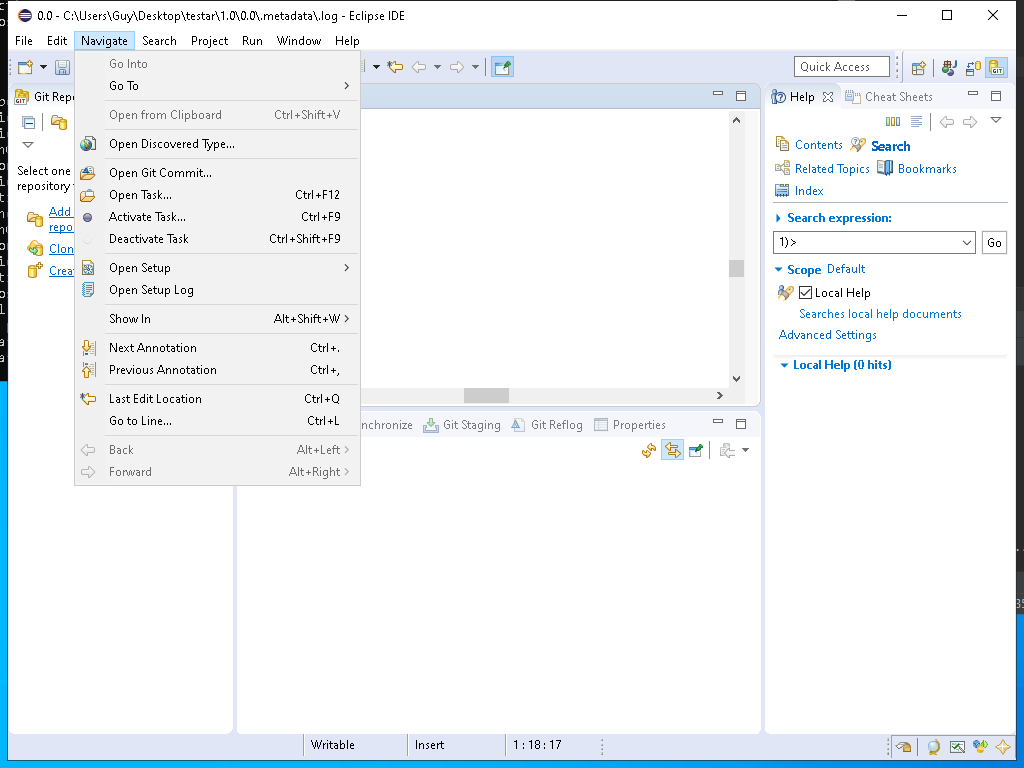 0.0 - C:\Users\Guy\Desktop\testar\1.0\0.0\.metadata\.log - Eclipse IDE
File Edit Navigate Search Project Run Window Help
Quick Access
Go Into
Go To
Open from Clipboard Ctrl+Shift+V
Open Discovered Type...
Open Git Commit...
Open Task... Ctrl+F12
Activate Task... Ctrl+F9
Deactivate Task Ctrl+Shift+F9
Open Setup
Open Setup Log
Show In Alt+Shift+W
Next Annotation Ctrl+.
Previous Annotation Ctrl+,
Last Edit Location Ctrl+Q
Go to Line... Ctrl+L
Back Alt+Left
Forward Alt+Right
Git Repo
Select one
repository
Add
repo
Clon
Crea
Help Cheat Sheets
Contents Search
Related Topics Bookmarks
Index
Search expression:
1)> Go
Scope Default
Local Help
Searches local help documents
Advanced Settings
Local Help (0 hits)
nchronize Git Staging Git Reflog Properties
Writable Insert 1:18:17